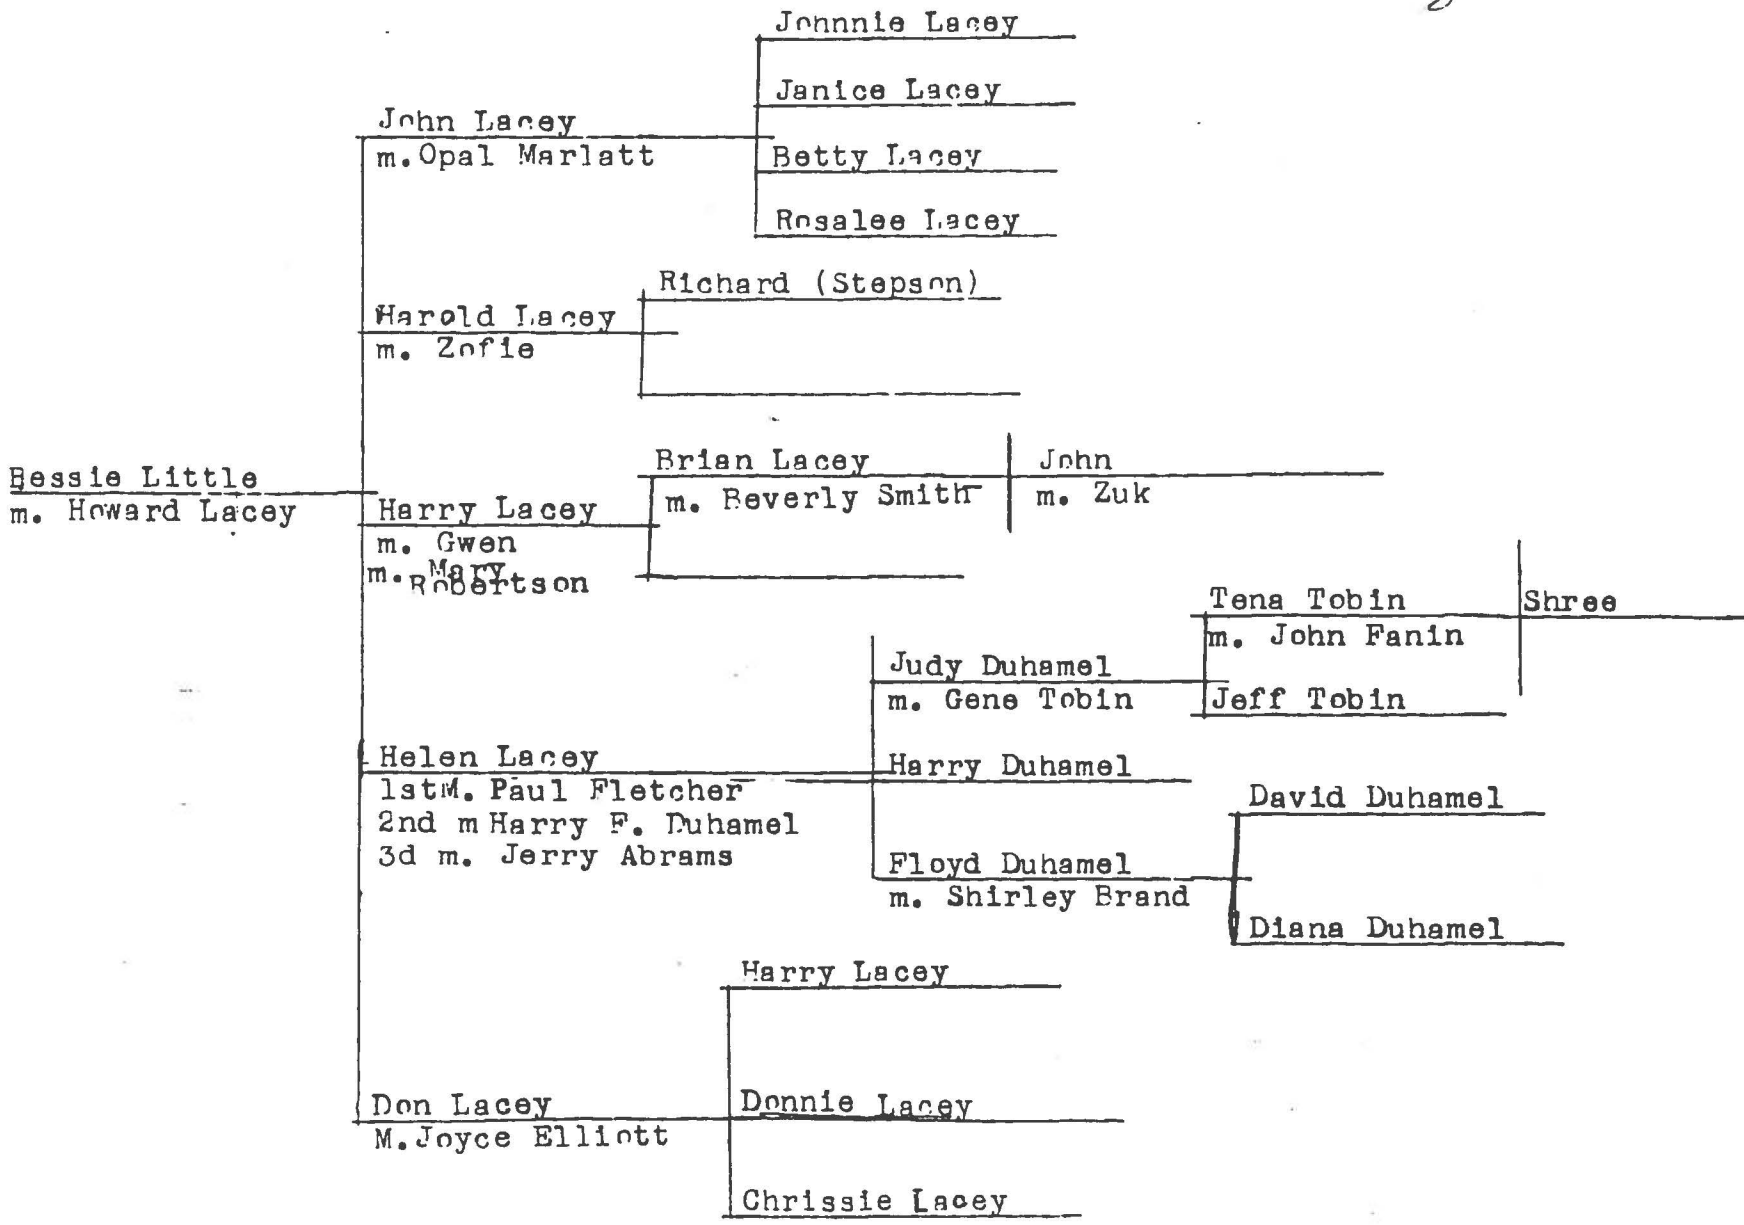 Johnnie Lacey
Janice Lacey
John Lacey
m. Opal Marlatt
Betty Lacey
Rosalee Lacey
Richard (Stepson)
Harold Lacey
m. Zofie
Brian Lacey
m. Beverly Smith
John
m. Zuk
Bessie Little
m. Howard Lacey
Harry Lacey
m. Gwen
m. Mary
Robertson
Tena Tobin
m. John Fanin
Shree
Judy Duhamel
m. Gene Tobin
Jeff Tobin
Helen Lacey
1stM. Paul Fletcher
2nd m Harry F. Duhamel
3d m. Jerry Abrams
Harry Duhamel
David Duhamel
Floyd Duhamel
m. Shirley Brand
Diana Duhamel
Harry Lacey
Don Lacey
M. Joyce Elliott
Donnie Lacey
Chrissie Lacey